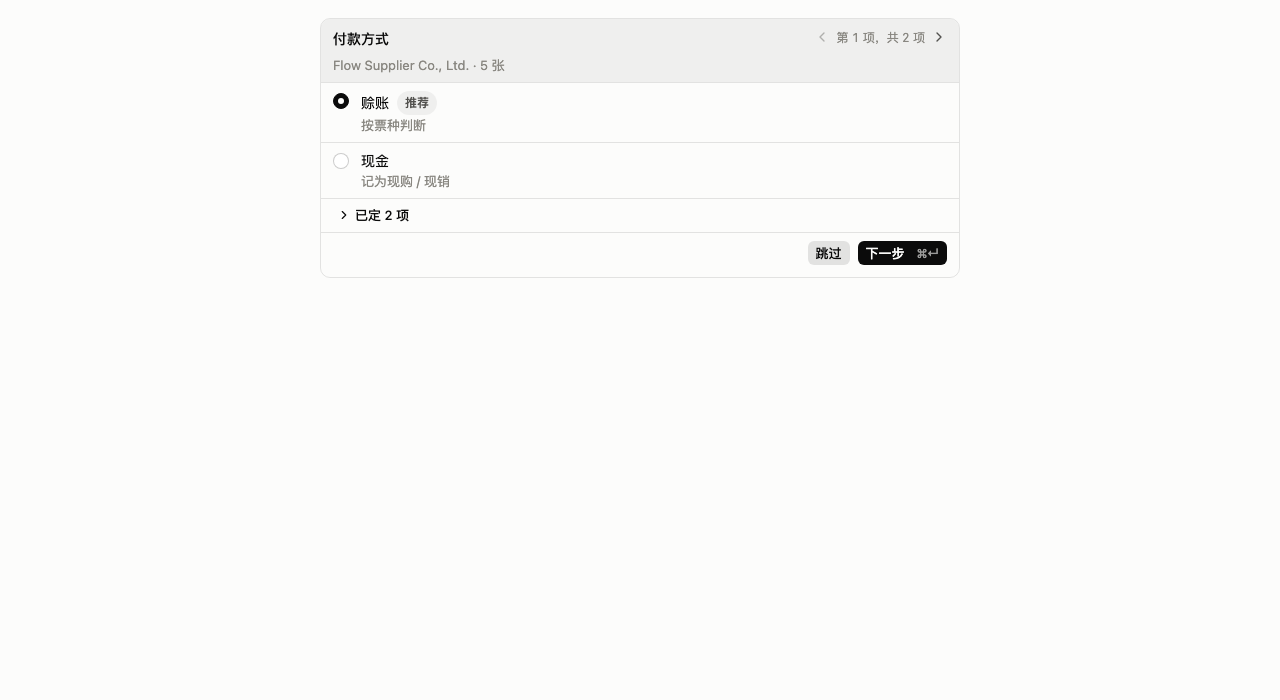 付款方式
第 1 项，共 2 项
Flow Supplier Co., Ltd. · 5 张
赊账 推荐
按票种判断
现金
记为现购 / 现销
已定 2 项
跳过 下一步 ⌘↵